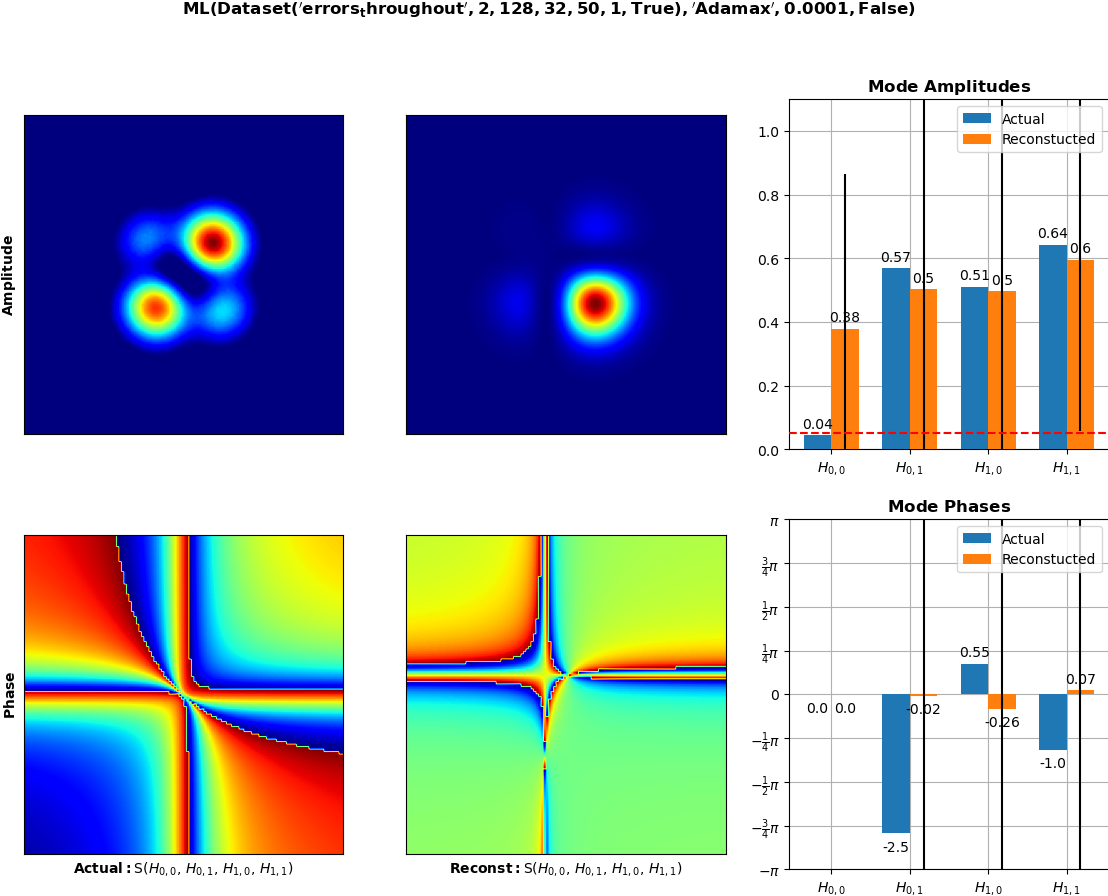 ML(Dataset('errors_throughout', 2, 128, 32, 50, 1, True), 'Adamax', 0.0001, False)
Mode Amplitudes
Amplitude
1.0
0.8
0.6
0.4
0.2
0.0
Actual
Reconstucted
0.04
0.38
0.57
0.5
0.51
0.5
0.64
0.6
H0,0
H0,1
H1,0
H1,1
Mode Phases
Phase
π
3/4π
1/2π
1/4π
0
−1/4π
−1/2π
−3/4π
−π
Actual
Reconstucted
0.0
0.0
-2.5
-0.02
0.55
-0.26
-1.0
0.07
H0,0
H0,1
H1,0
H1,1
Actual: S(H0,0, H0,1, H1,0, H1,1)
Reconst: S(H0,0, H0,1, H1,0, H1,1)